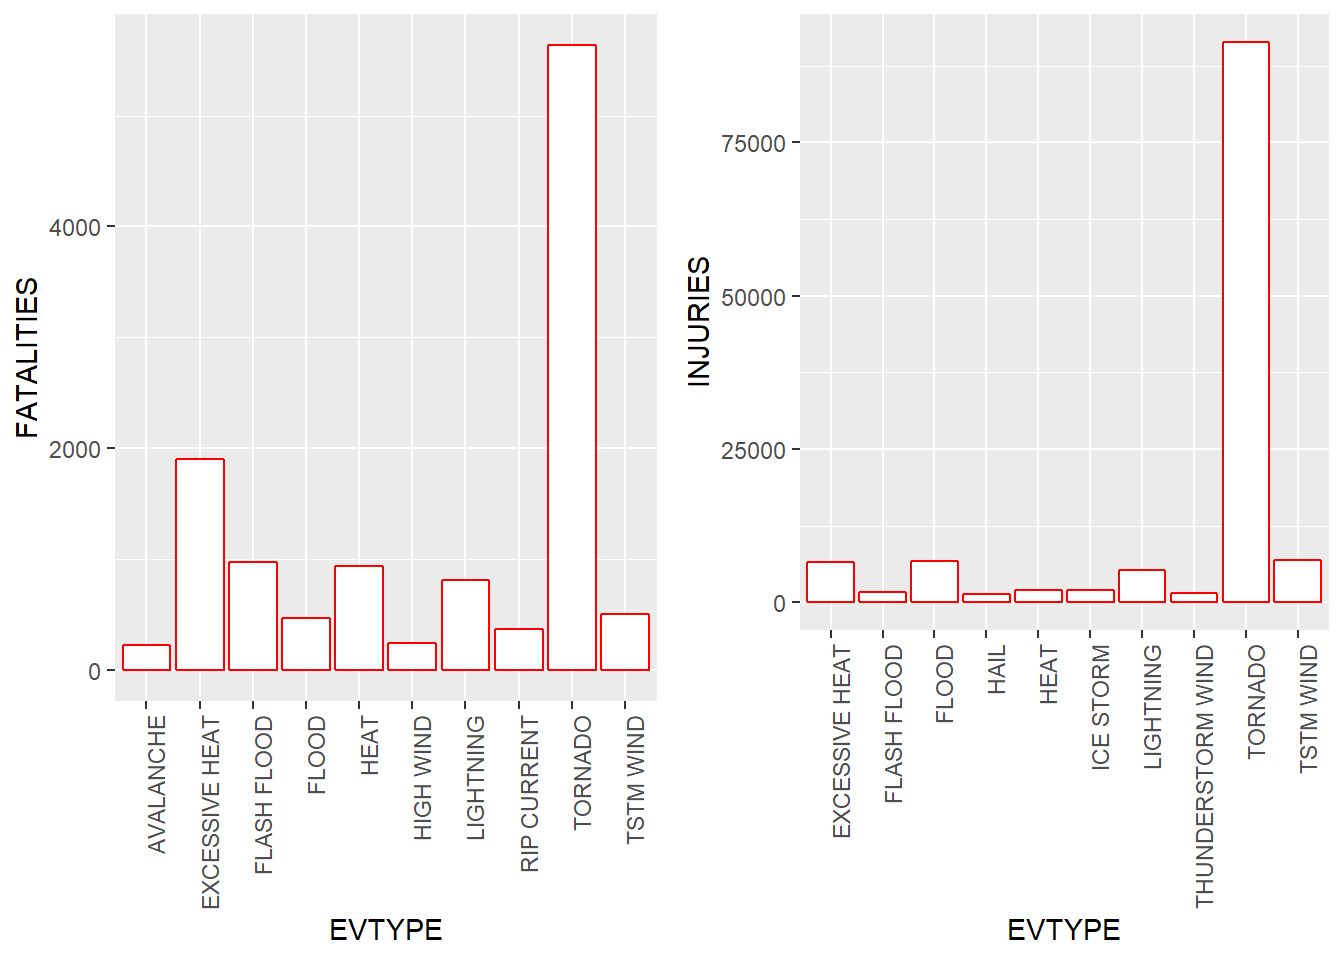 FATALITIES
4000
2000
0
AVALANCHE
EXCESSIVE HEAT
FLASH FLOOD
FLOOD
HEAT
HIGH WIND
LIGHTNING
RIP CURRENT
TORNADO
TSTM WIND
EVTYPE
INJURIES
75000
50000
25000
0
EXCESSIVE HEAT
FLASH FLOOD
FLOOD
HAIL
HEAT
ICE STORM
LIGHTNING
THUNDERSTORM WIND
TORNADO
TSTM WIND
EVTYPE